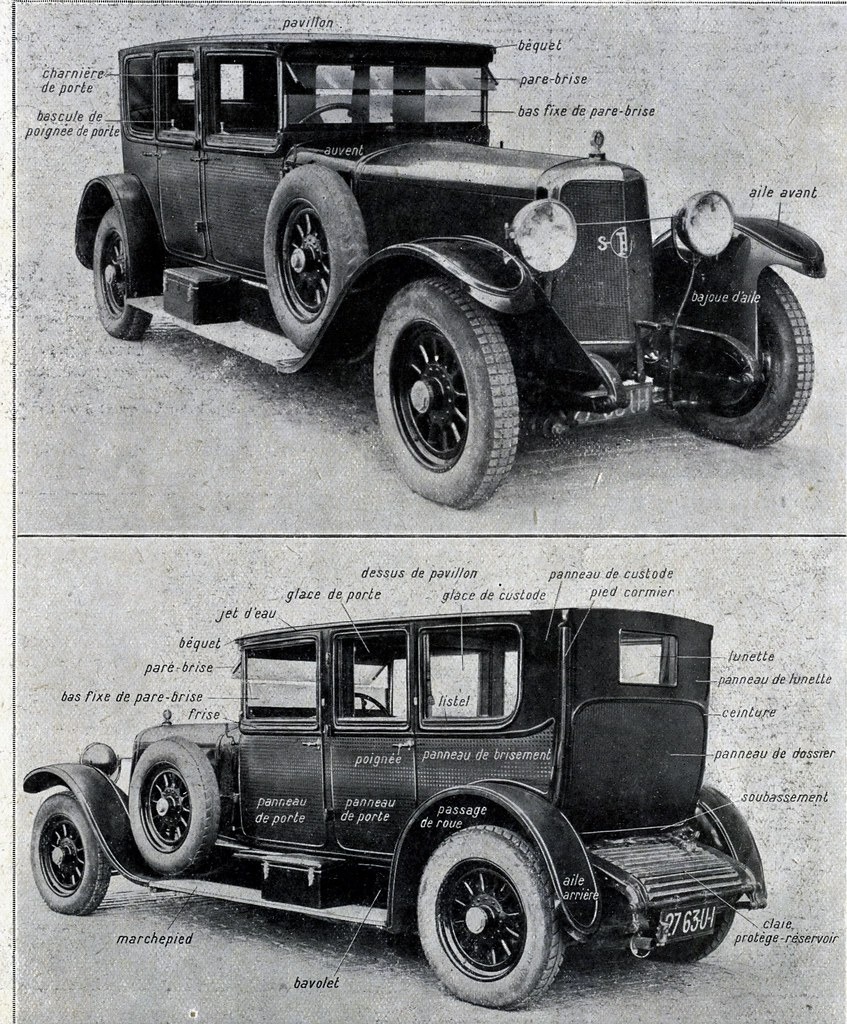 pavillon
béquet
charnière
de porte
pare-brise
bascule de
poignée de porte
bas fixe de pare-brise
auvent
aile avant
S
bajoue d'aile
dessus de pavillon
panneau de custode
glace de porte
glace de custode
pied cormier
jet d'eau
béquet
lunette
pare-brise
panneau de lunette
bas fixe de pare-brise
listel
frise
ceinture
poignée
panneau de brisement
panneau de dossier
panneau
de porte
panneau
de porte
passage
de roue
soubassement
aile
arrière
claie,
protège-réservoir
marchepied
bavolet